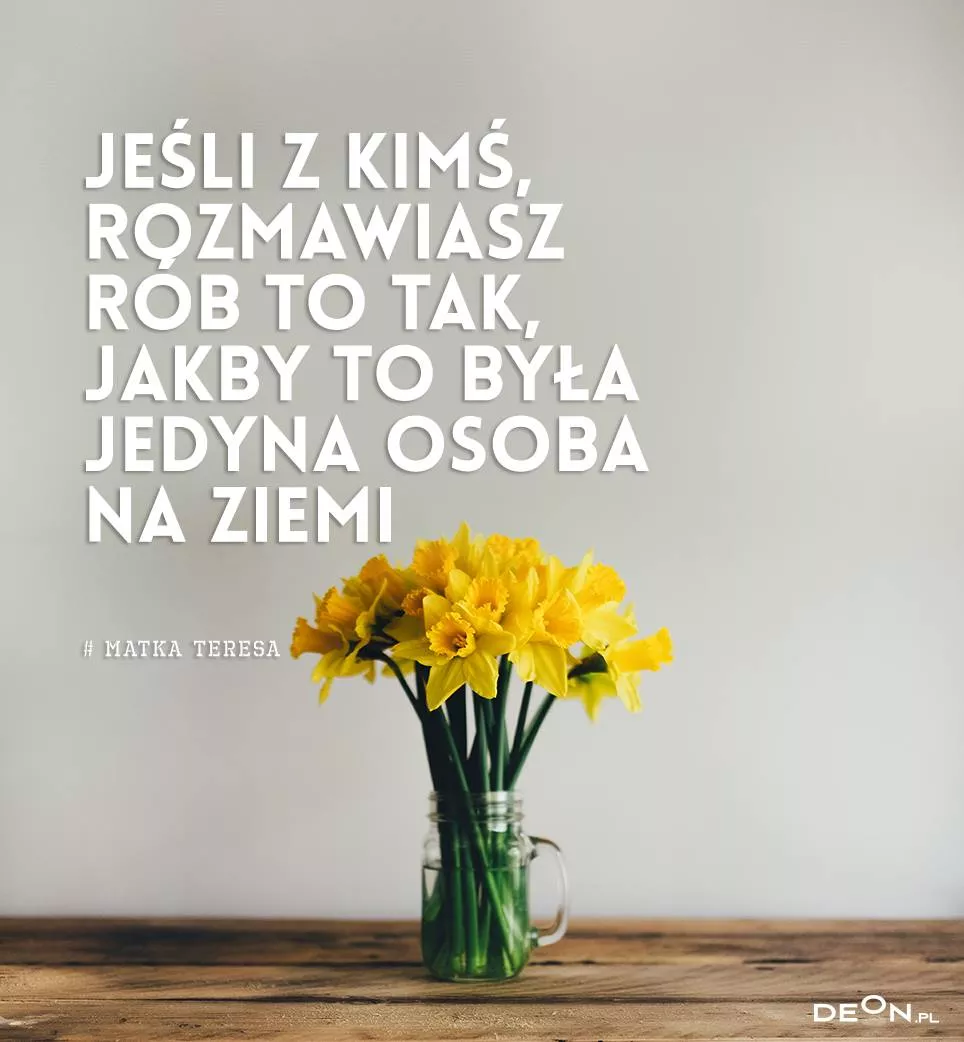 JEŚLI Z KIMŚ,
ROZMAWIASZ
RÓB TO TAK,
JAKBY TO BYŁA
JEDYNA OSOBA
NA ZIEMI
# MATKA TERESA
DEON.PL